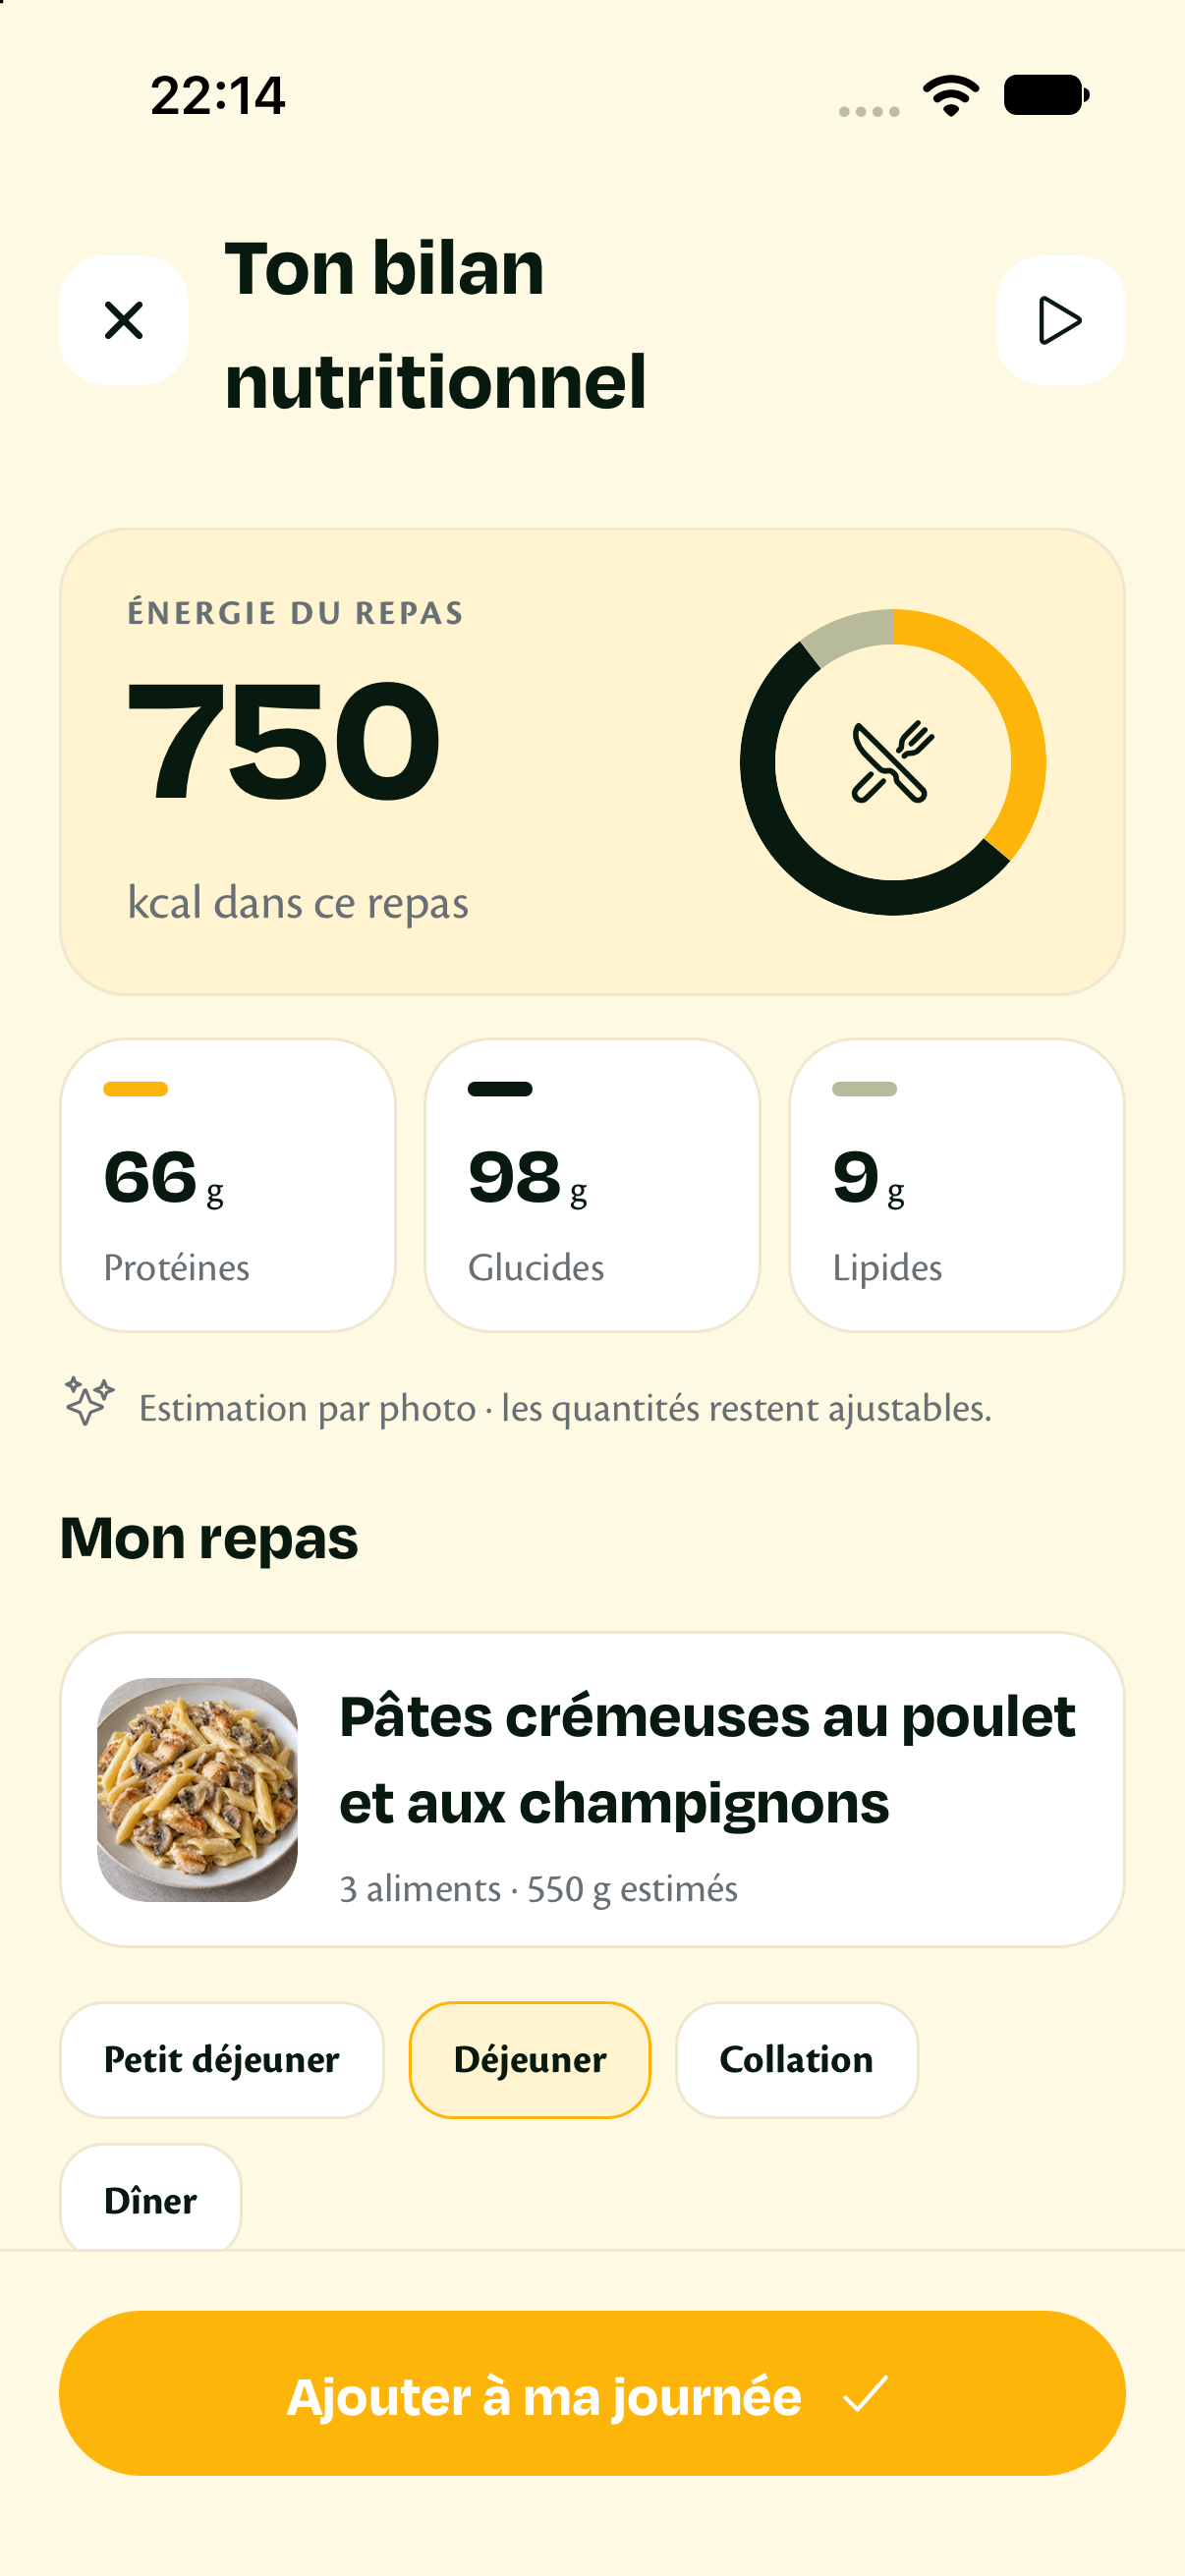 22:14
Ton bilan
nutritionnel
ÉNERGIE DU REPAS
750
kcal dans ce repas
66 g
Protéines
98 g
Glucides
9 g
Lipides
Estimation par photo · les quantités restent ajustables.
Mon repas
Pâtes crémeuses au poulet
et aux champignons
3 aliments · 550 g estimés
Petit déjeuner
Déjeuner
Collation
Dîner
Ajouter à ma journée